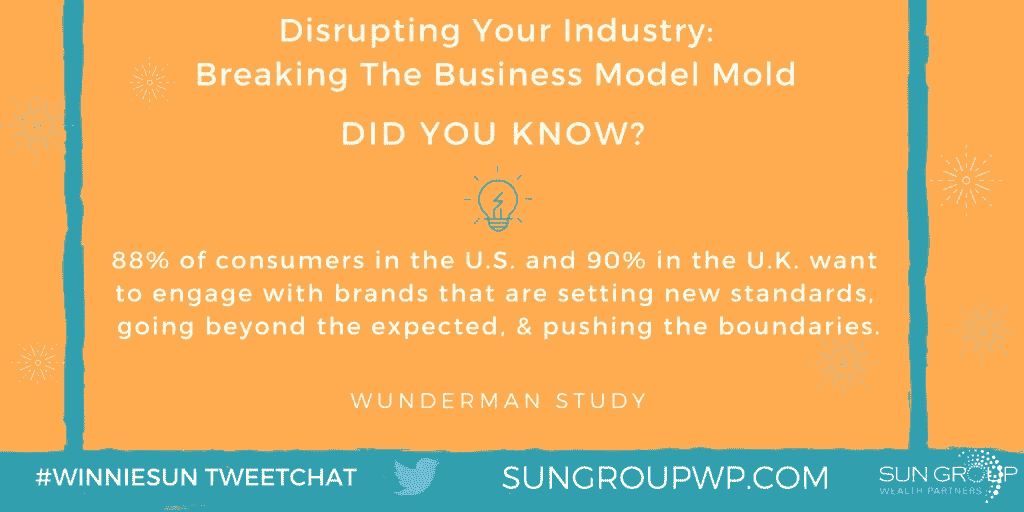 Disrupting Your Industry:
Breaking The Business Model Mold
DID YOU KNOW?
88% of consumers in the U.S. and 90% in the U.K. want
to engage with brands that are setting new standards,
going beyond the expected, & pushing the boundaries.
WUNDERMAN STUDY
#WINNIESUN TWEETCHAT
SUNGROUPWP.COM
SUN GROUP
WEALTH PARTNERS